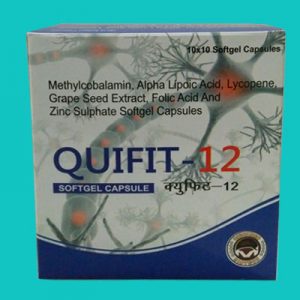 10x10 Softgel Capsules
Methylcobalamin, Alpha Lipoic Acid, Lycopene,
Grape Seed Extract, Folic Acid And
Zinc Sulphate Softgel Capsules
QUIFIT-12
SOFTGEL CAPSULE
क्युफिठ-12